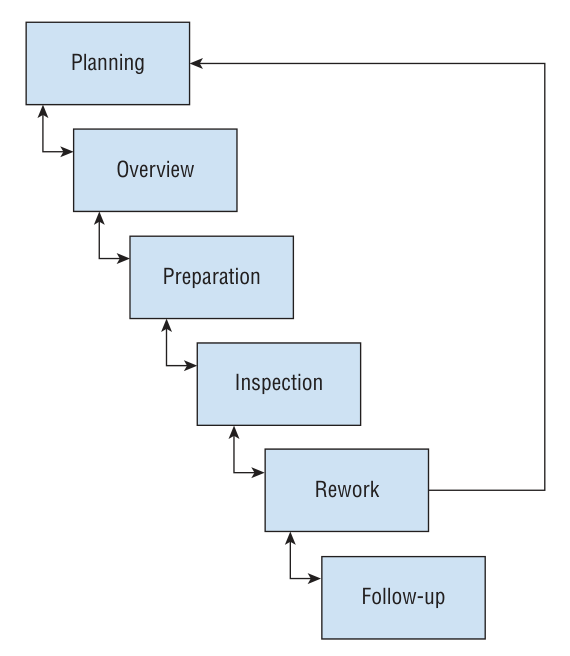 Planning
Overview
Preparation
Inspection
Rework
Follow-up